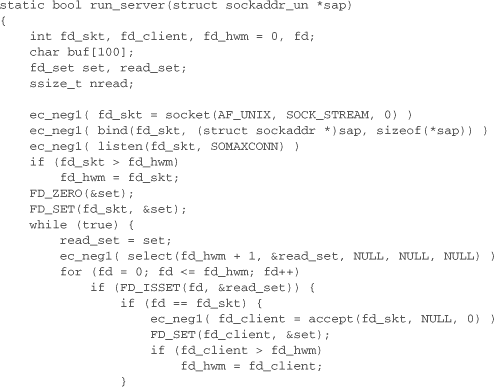 static bool run_server(struct sockaddr_un *sap)
{
    int fd_skt, fd_client, fd_hwm = 0, fd;
    char buf[100];
    fd_set set, read_set;
    ssize_t nread;

    ec_neg1( fd_skt = socket(AF_UNIX, SOCK_STREAM, 0) )
    ec_neg1( bind(fd_skt, (struct sockaddr *)sap, sizeof(*sap)) )
    ec_neg1( listen(fd_skt, SOMAXCONN) )
    if (fd_skt > fd_hwm)
        fd_hwm = fd_skt;
    FD_ZERO(&set);
    FD_SET(fd_skt, &set);
    while (true) {
        read_set = set;
        ec_neg1( select(fd_hwm + 1, &read_set, NULL, NULL, NULL) )
        for (fd = 0; fd <= fd_hwm; fd++)
            if (FD_ISSET(fd, &read_set)) {
                if (fd == fd_skt) {
                    ec_neg1( fd_client = accept(fd_skt, NULL, 0) )
                    FD_SET(fd_client, &set);
                    if (fd_client > fd_hwm)
                        fd_hwm = fd_client;
                }